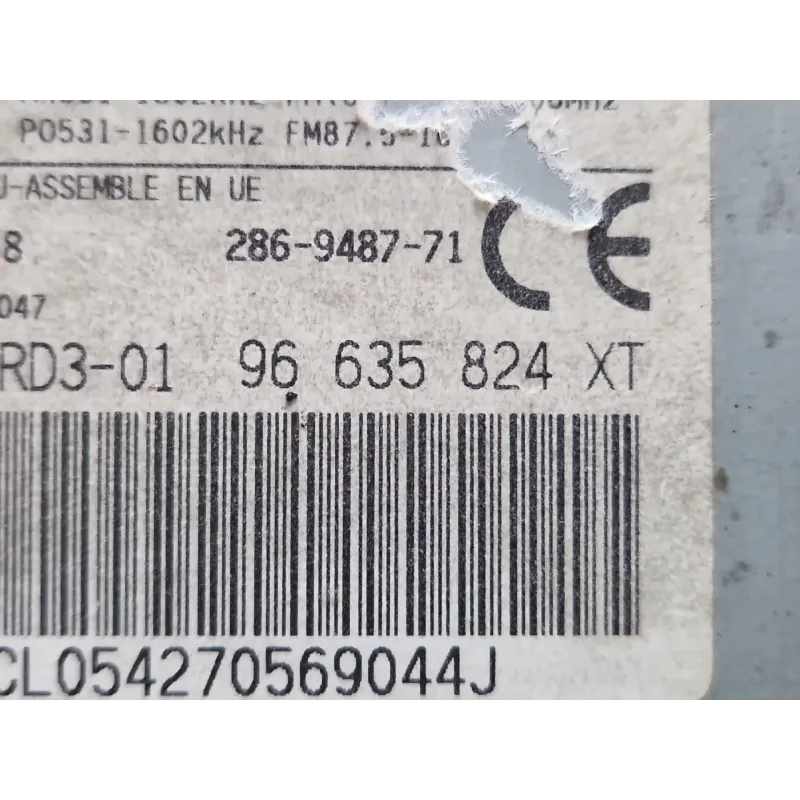 PO531-1602kHz FM87.5-10
U-ASSEMBLE EN UE
8 286-9487-71 CE
047
RD3-01 96 635 824 XT
CL054270569044J